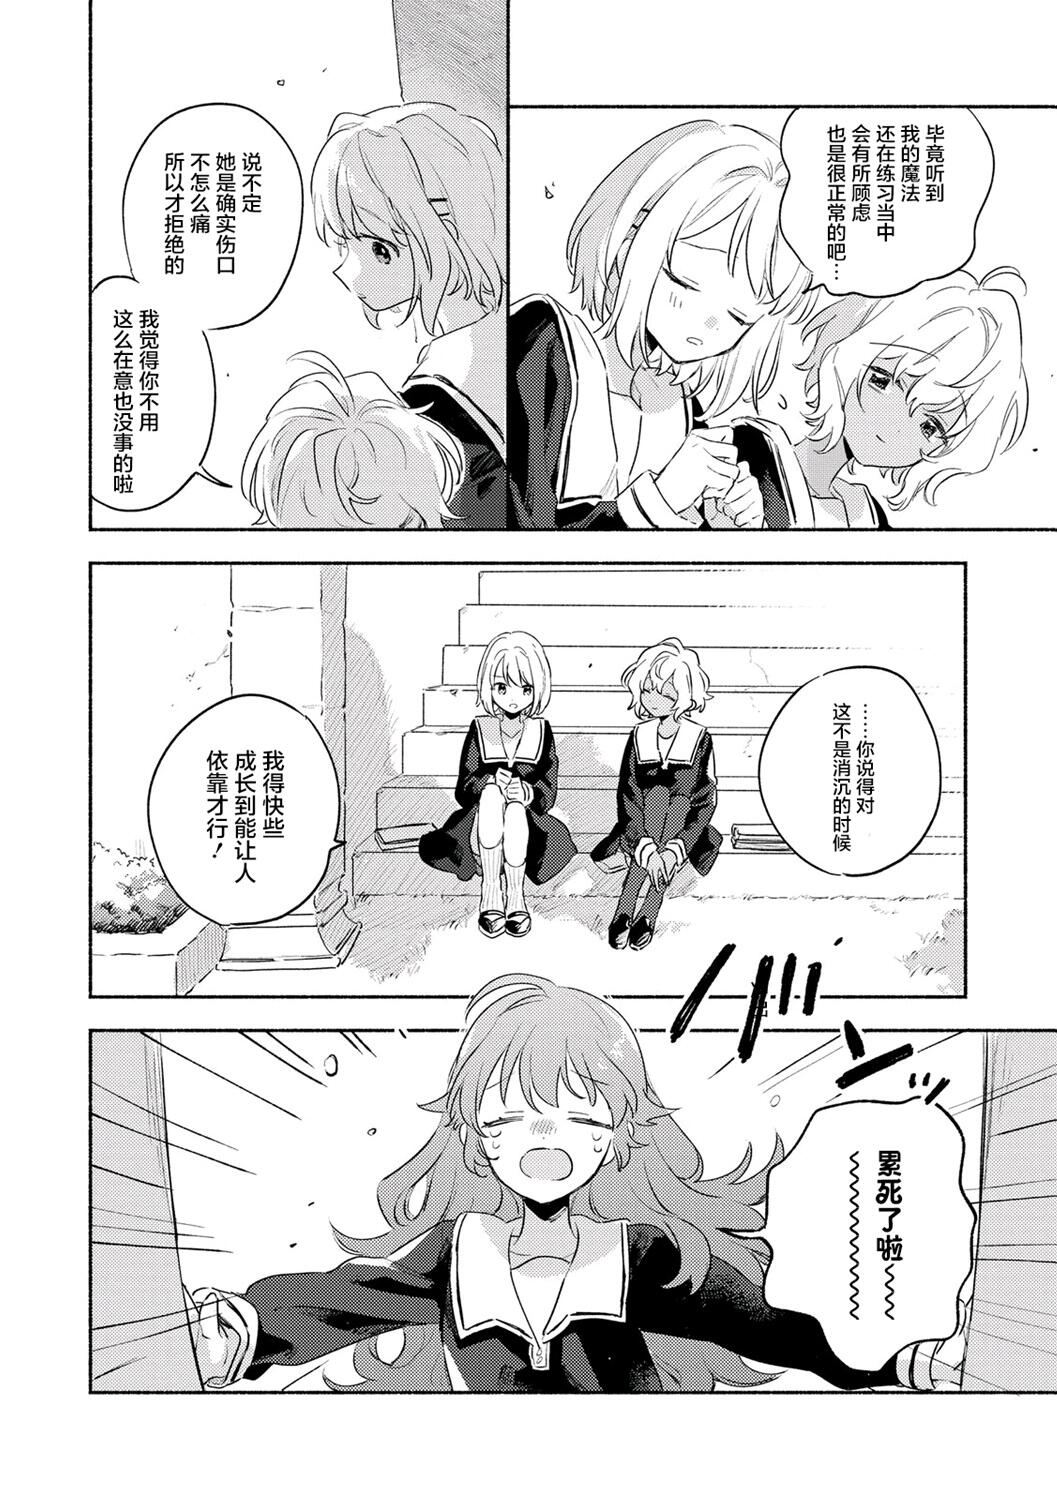 毕竟听到
我的魔法
还在练习当中
会有所顾虑
也是很正常的吧…
说不定
她是确实伤口
不怎么痛
所以才拒绝的
我觉得你不用
这么在意也没事的啦
……你说得对
这不是消沉的时候
我得快些
成长到能让人
依靠才行！
累死了啦